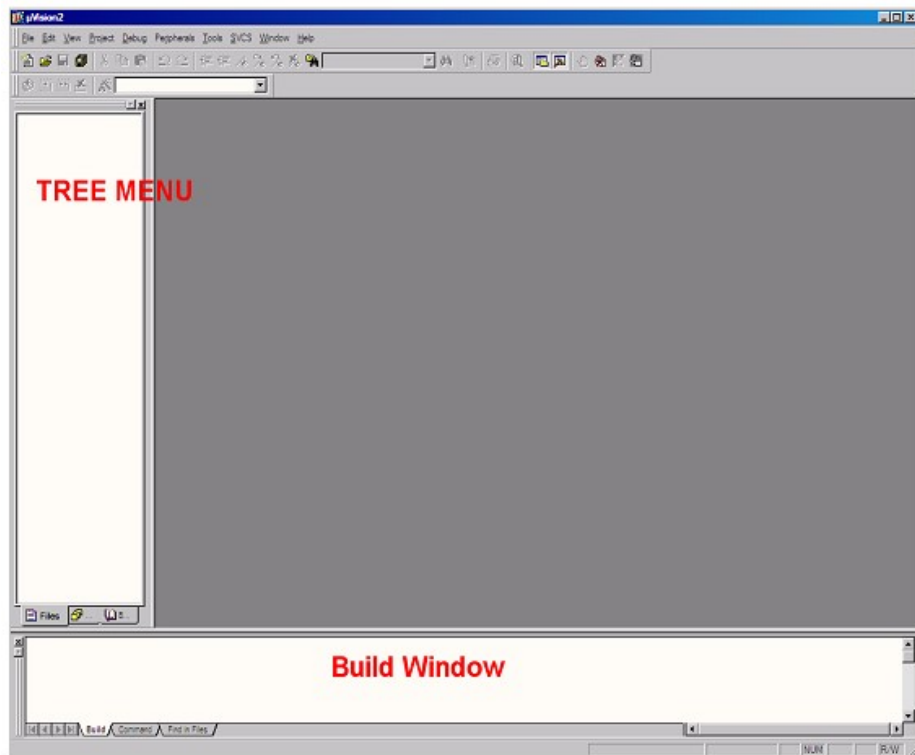 µVision2
File Edit View Project Debug Peripherals Tools SVCS Window Help
TREE MENU
Files
Build Window
Build Command Find in Files
NUM R/W